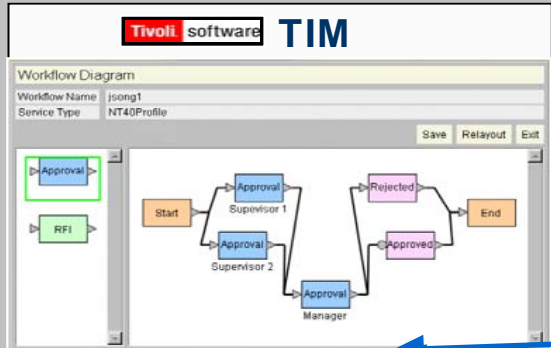 Tivoli. software TIM
Workflow Diagram
Workflow Name jsong1
Service Type NT40Profile
Save Relayout Exit
Approval
RFI
Start
Approval
Supevisor 1
Approval
Supervisor 2
Approval
Manager
Rejected
Approved
End